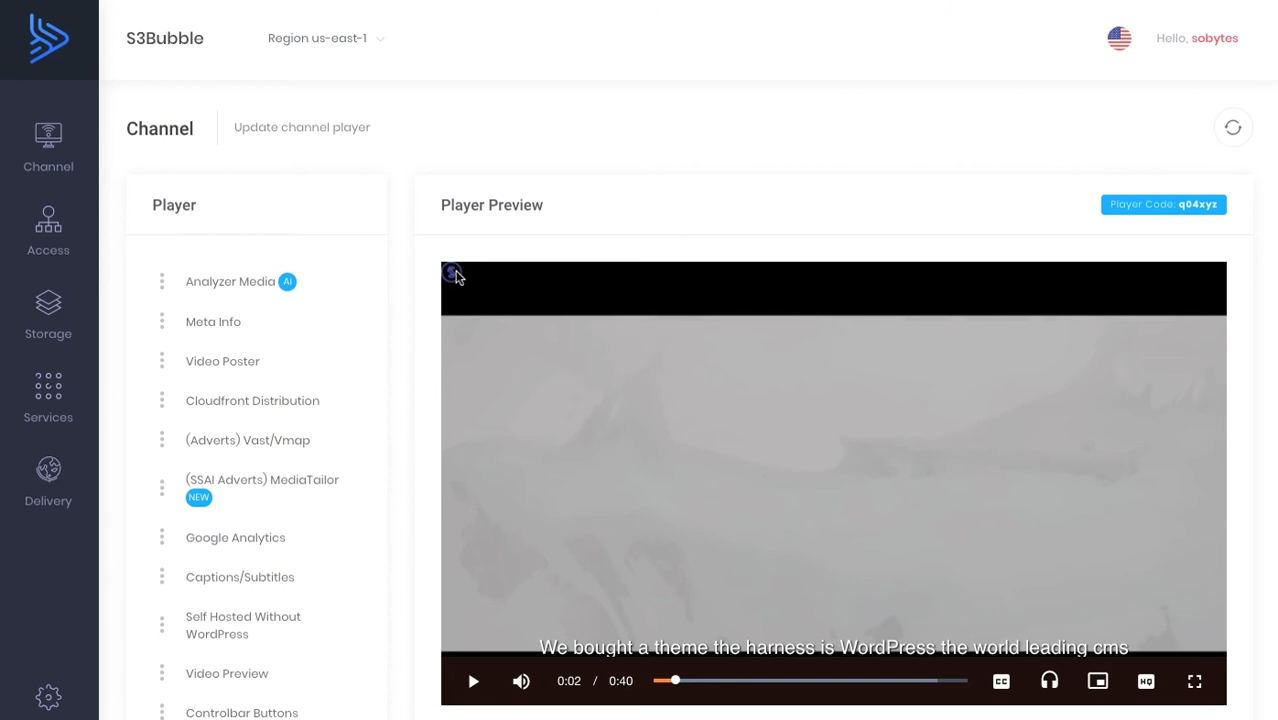 S3Bubble
Region us-east-1
Hello, sobytes
Channel
Update channel player
Channel
Access
Storage
Services
Delivery
Player
Analyzer Media AI
Meta Info
Video Poster
Cloudfront Distribution
(Adverts) Vast/Vmap
(SSAI Adverts) MediaTailor
NEW
Google Analytics
Captions/Subtitles
Self Hosted Without
WordPress
Video Preview
Controlbar Buttons
Player Preview
Player Code: q04xyz
We bought a theme the harness is WordPress the world leading cms
0:02 / 0:40
CC
HQ